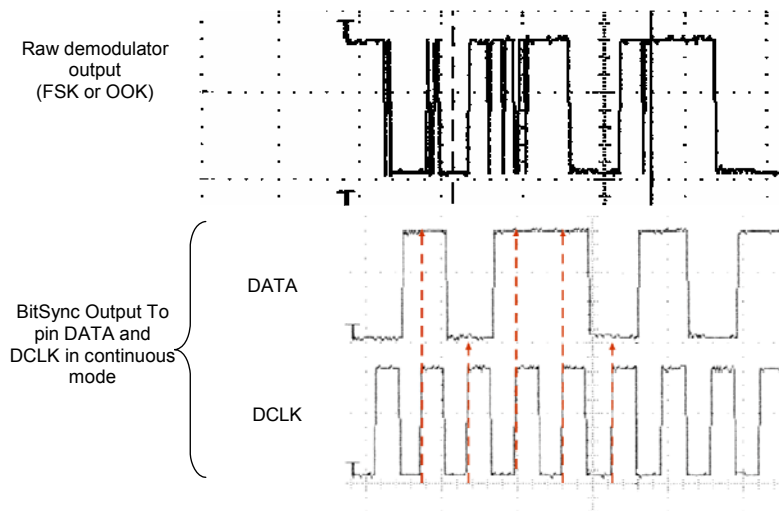 Raw demodulator
output
(FSK or OOK)
DATA
BitSync Output To
pin DATA and
DCLK in continuous
mode
DCLK